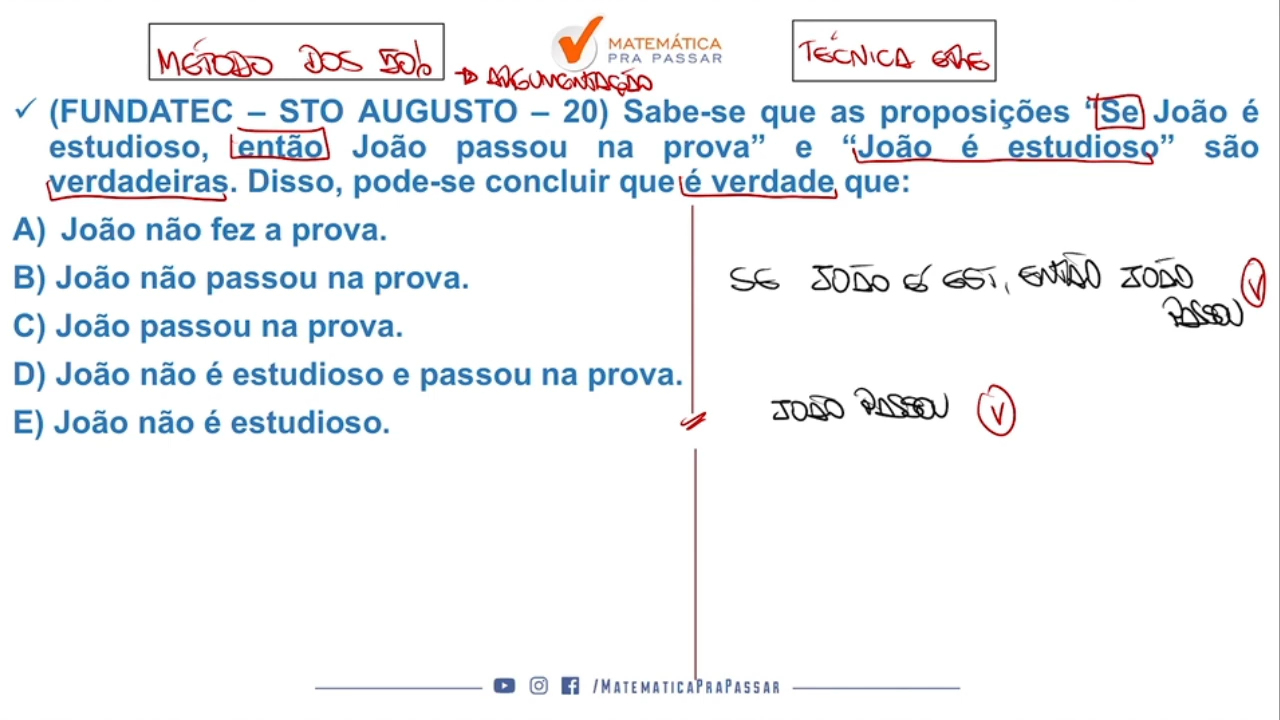 MÉTODO DOS 50%
→ ARGUMENTAÇÃO
MATEMÁTICA
PRA PASSAR
TÉCNICA
✓ (FUNDATEC – STO AUGUSTO – 20) Sabe-se que as proposições “Se João é
estudioso, então João passou na prova” e “João é estudioso” são
verdadeiras. Disso, pode-se concluir que é verdade que:
A) João não fez a prova.
B) João não passou na prova.
C) João passou na prova.
D) João não é estudioso e passou na prova.
E) João não é estudioso.
SE JOÃO É EST, ENTÃO JOÃO V
PASSOU
JOÃO PASSOU V
/MATEMATICAPRAPASSAR